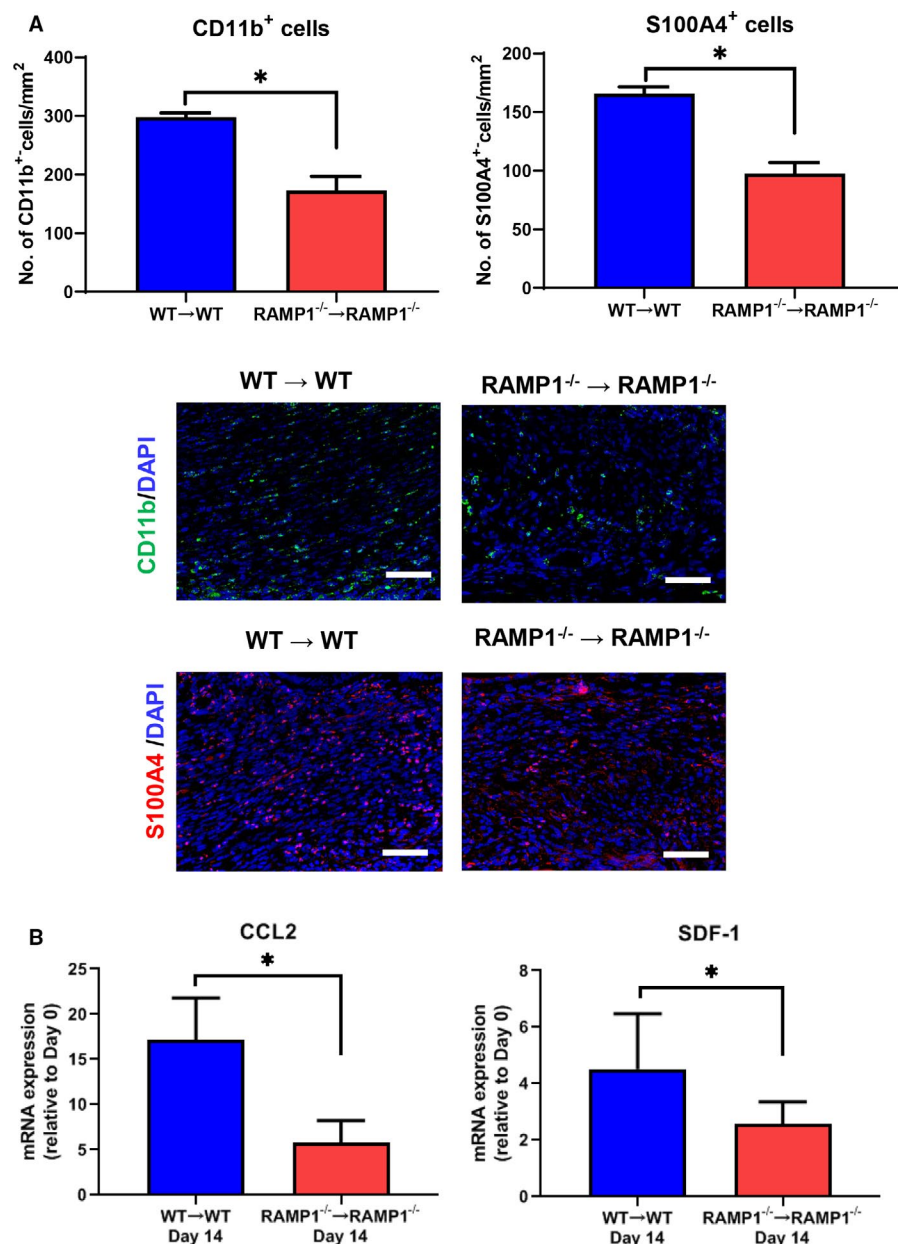 A
CD11b⁺ cells
No. of CD11b⁺-cells/mm²
400
300
200
100
0
*
WT→WT
RAMP1⁻/⁻→RAMP1⁻/⁻
S100A4⁺ cells
No. of S100A4⁺-cells/mm²
200
150
100
50
0
*
WT→WT
RAMP1⁻/⁻→RAMP1⁻/⁻
WT → WT
RAMP1⁻/⁻ → RAMP1⁻/⁻
CD11b/DAPI
WT → WT
RAMP1⁻/⁻ → RAMP1⁻/⁻
S100A4 /DAPI
B
CCL2
mRNA expression
(relative to Day 0)
25
20
15
10
5
0
*
WT→WT
Day 14
RAMP1⁻/⁻→RAMP1⁻/⁻
Day 14
SDF-1
mRNA expression
(relative to Day 0)
8
6
4
2
0
*
WT→WT
Day 14
RAMP1⁻/⁻→RAMP1⁻/⁻
Day 14